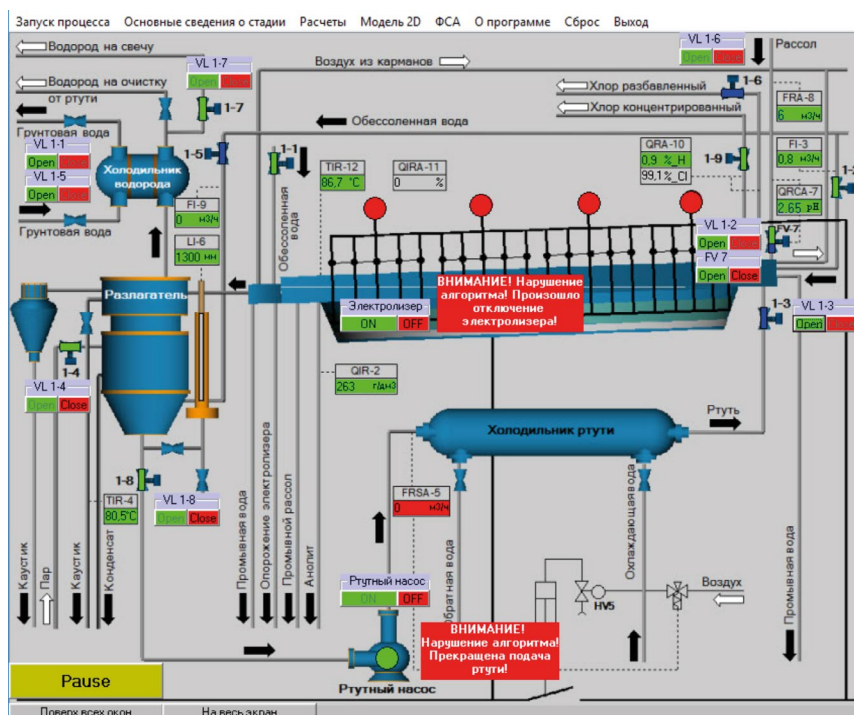 Запуск процесса Основные сведения о стадии Расчеты Модель 2D ФСА О программе Сброс Выход
Водород на свечу
VL 1-7
Open
VL 1-6
Рассол
Воздух из карманов
Водород на очистку
от ртути
1-7
Хлор разбавленный
1-6
Хлор концентрированный
FRA-8
6 м3/ч
Грунтовая вода
Обессоленная вода
VL 1-1
Open
1-5
1-1
QRA-10
0,9 %_H
99,1%_Cl
1-9
FI-3
0,8 м3/ч
VL 1-5
Open
Холодильник
водорода
TIR-12
86,7 °C
QIRA-11
0 %
QRCA-7
2.65 pH
FI-9
0 м3/ч
Грунтовая вода
Обессоленная
вода
VL 1-2
Open
FV-7
LI-6
1300 мм
FV 7
Open Close
Разлагатель
ВНИМАНИЕ! Нарушение
алгоритма! Произошло
отключение
электролизера!
Электролизер
ON OFF
1-3
VL 1-3
Open
1-4
QIR-2
263 г/дм3
VL 1-4
Open Close
Ртуть
Холодильник ртути
1-8
TIR-4
80,5°C
VL 1-8
Open Close
FRSA-5
0 м3/ч
Каустик
Пар
Каустик
Конденсат
Промывная вода
Опорожение электролизера
Промывной рассол
Анолит
Охлаждающая вода
Промывная вода
Ртутный насос
ON OFF
HV5
Воздух
ВНИМАНИЕ!
Нарушение алгоритма!
Прекращена подача
ртути!
Pause
Ртутный насос
Поверх всех окон На весь экран